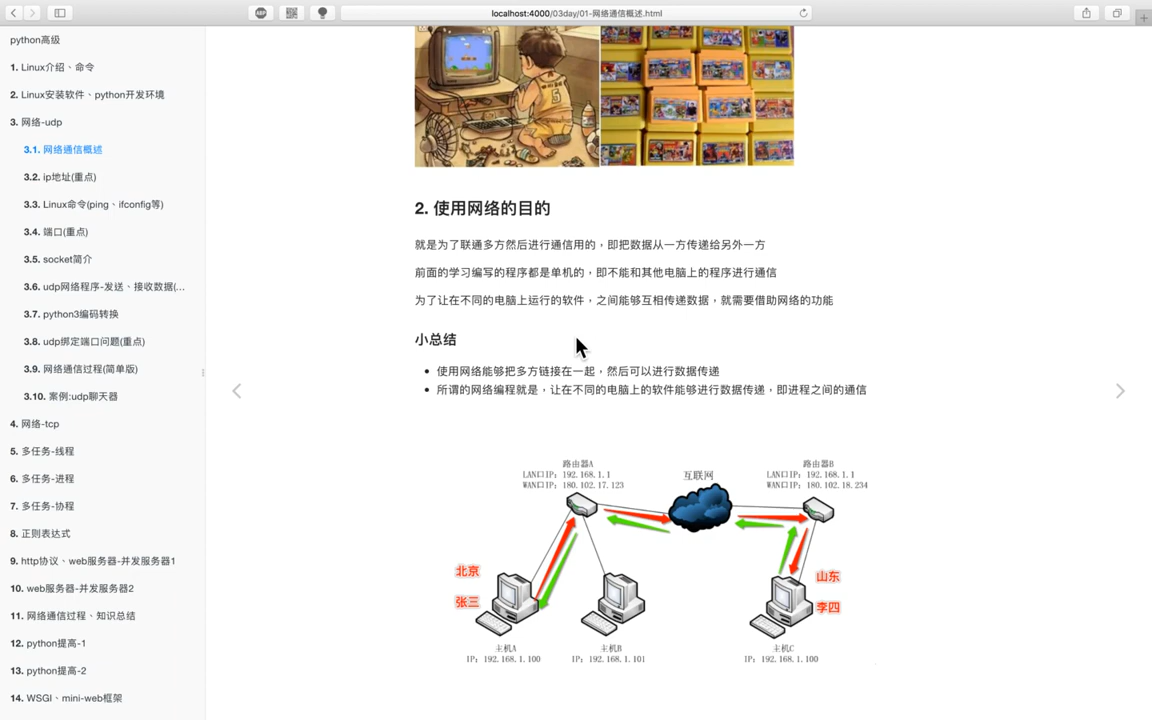 localhost:4000/03day/01-网络通信概述.html
python高级
1. Linux介绍、命令
2. Linux安装软件、python开发环境
3. 网络-udp
3.1. 网络通信概述
3.2. ip地址(重点)
3.3. Linux命令(ping、ifconfig等)
3.4. 端口(重点)
3.5. socket简介
3.6. udp网络程序-发送、接收数据(...
3.7. python3编码转换
3.8. udp绑定端口问题(重点)
3.9. 网络通信过程(简单版)
3.10. 案例:udp聊天器
4. 网络-tcp
5. 多任务-线程
6. 多任务-进程
7. 多任务-协程
8. 正则表达式
9. http协议、web服务器-并发服务器1
10. web服务器-并发服务器2
11. 网络通信过程、知识总结
12. python提高-1
13. python提高-2
14. WSGI、mini-web框架
2. 使用网络的目的
就是为了联通多方然后进行通信用的，即把数据从一方传递给另外一方
前面的学习编写的程序都是单机的，即不能和其他电脑上的程序进行通信
为了让在不同的电脑上运行的软件，之间能够互相传递数据，就需要借助网络的功能
小总结
使用网络能够把多方链接在一起，然后可以进行数据传递
所谓的网络编程就是，让在不同的电脑上的软件能够进行数据传递，即进程之间的通信
路由器A
LAN口IP: 192.168.1.1
WAN口IP: 180.102.17.123
互联网
路由器B
LAN口IP: 192.168.1.1
WAN口IP: 180.102.18.234
北京
张三
山东
李四
主机A
IP: 192.168.1.100
主机B
IP: 192.168.1.101
主机C
IP: 192.168.1.100